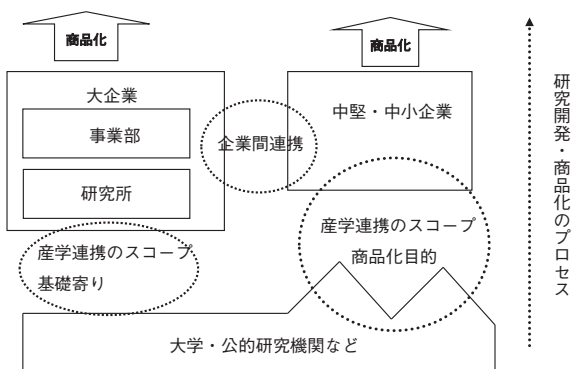 商品化
商品化
大企業
事業部
研究所
企業間連携
中堅・中小企業
産学連携のスコープ
基礎寄り
産学連携のスコープ
商品化目的
大学・公的研究機関など
研究開発・商品化のプロセス